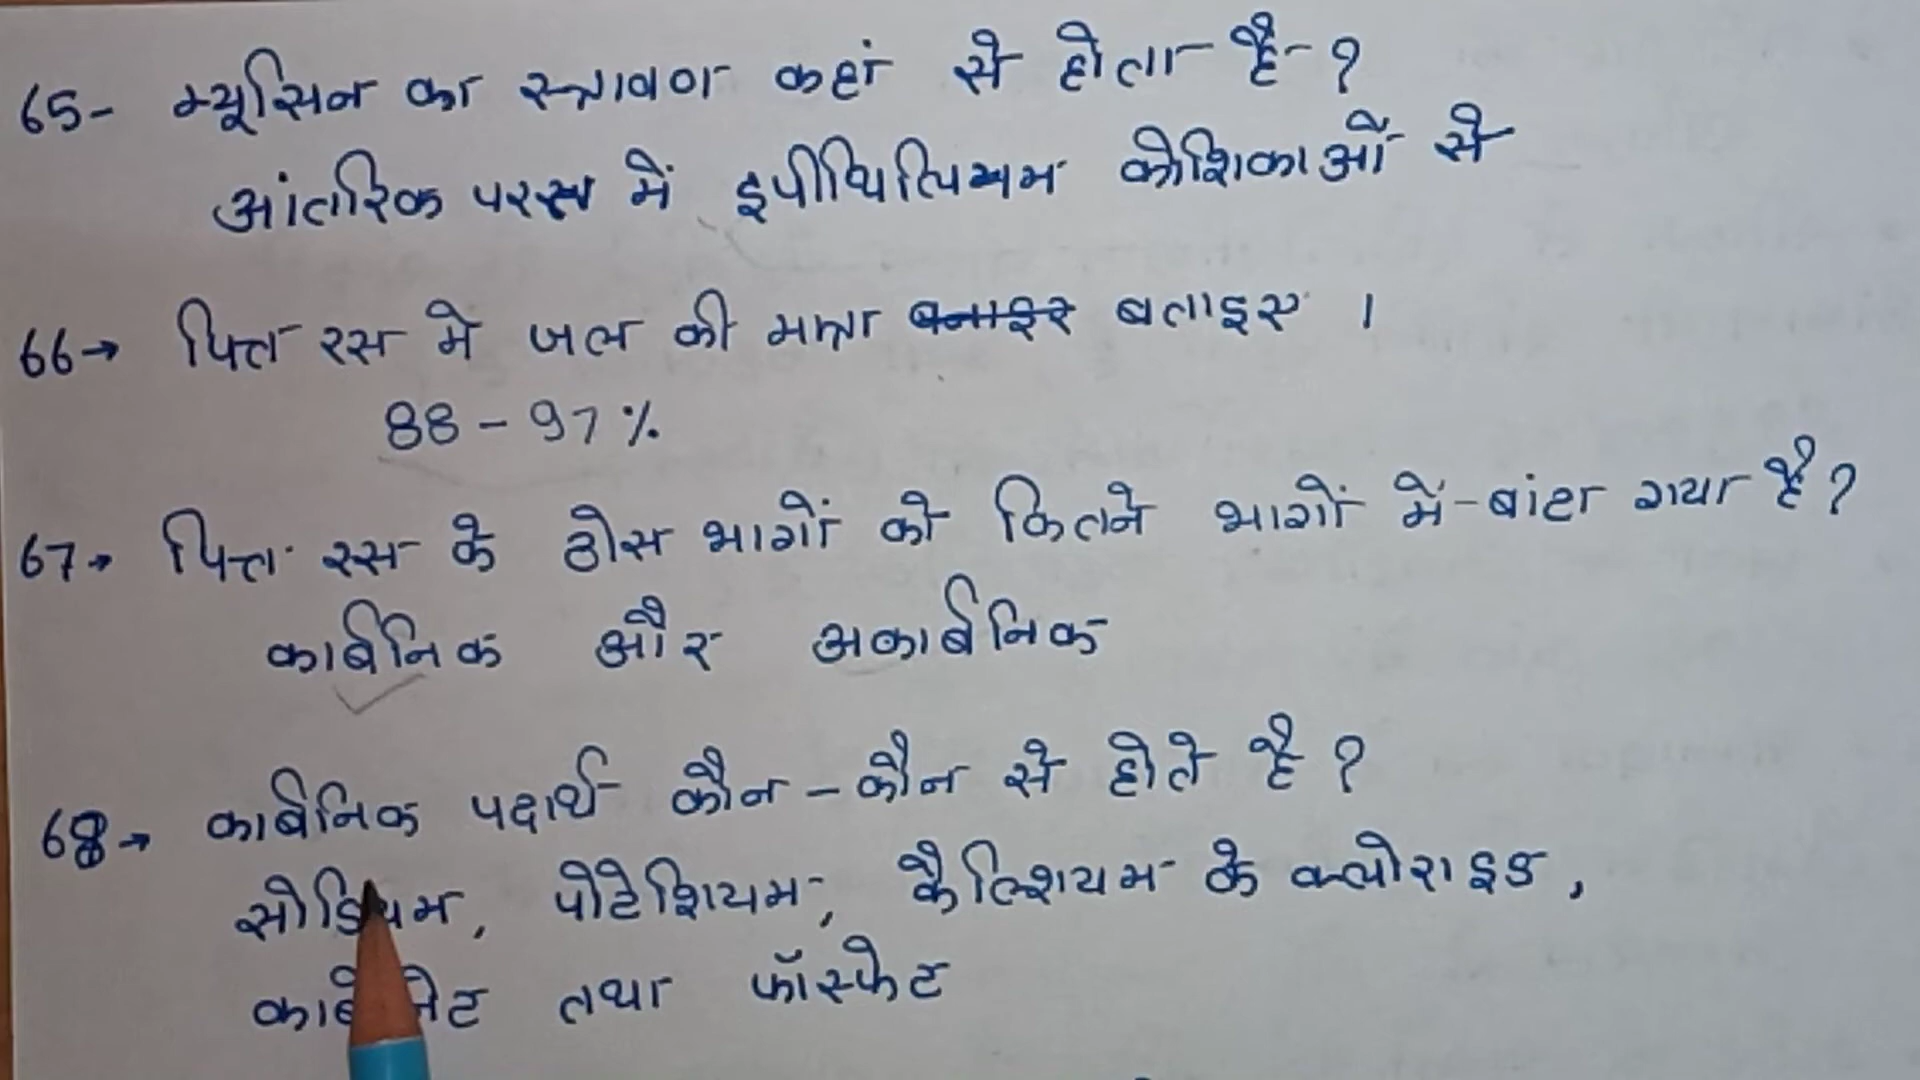 65- म्यूसिन का स्त्रावण कहां से होता है ?
आंतरिक परस्त में इपीथिलियम कोशिकाओं से
66→ पित्त रस में जल की मात्रा बताइए ।
88 - 97 %
67→ पित्त रस के ठोस भागों को कितने भागों में बांटा गया है ?
कार्बनिक और अकार्बनिक
68→ कार्बनिक पदार्थ कौन - कौन से होते है ?
सोडियम, पोटेशियम, कैल्शियम के क्लोराइड,
कार्बोनेट तथा फॉस्फेट